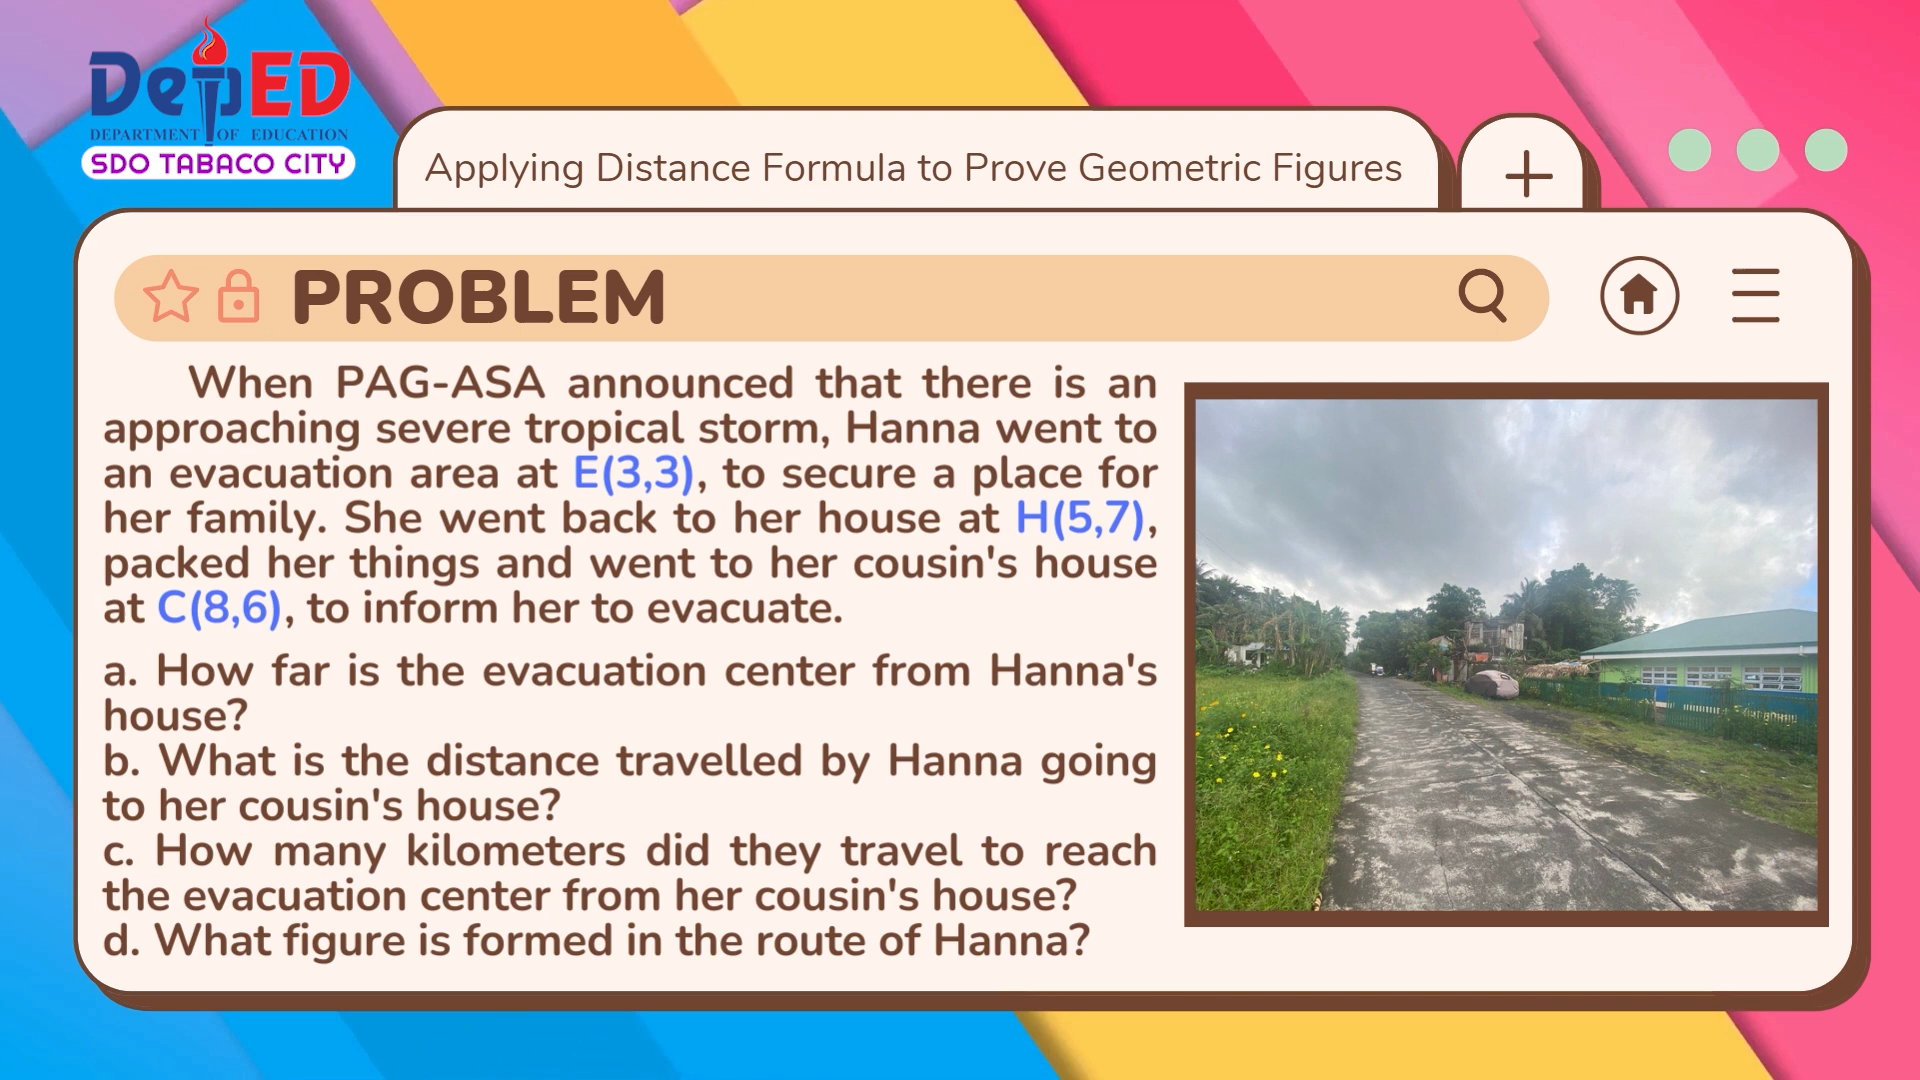 DepED
DEPARTMENT OF EDUCATION
SDO TABACO CITY
Applying Distance Formula to Prove Geometric Figures
PROBLEM
When PAG-ASA announced that there is an
approaching severe tropical storm, Hanna went to
an evacuation area at E(3,3), to secure a place for
her family. She went back to her house at H(5,7),
packed her things and went to her cousin's house
at C(8,6), to inform her to evacuate.
a. How far is the evacuation center from Hanna's
house?
b. What is the distance travelled by Hanna going
to her cousin's house?
c. How many kilometers did they travel to reach
the evacuation center from her cousin's house?
d. What figure is formed in the route of Hanna?